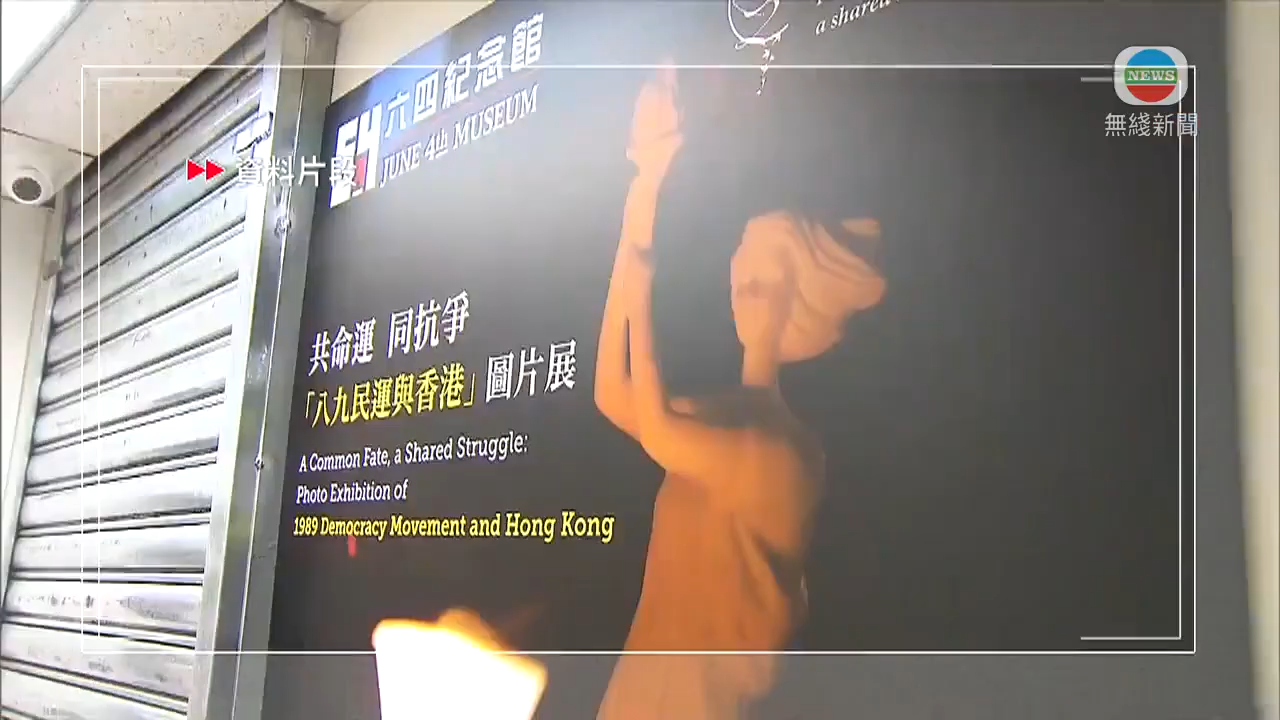 六四紀念館
64
JUNE 4th MUSEUM
a shared
NEWS
無綫新聞
資料片段
共命運 同抗爭
「八九民運與香港」圖片展
A Common Fate, a Shared Struggle:
Photo Exhibition of
1989 Democracy Movement and Hong Kong